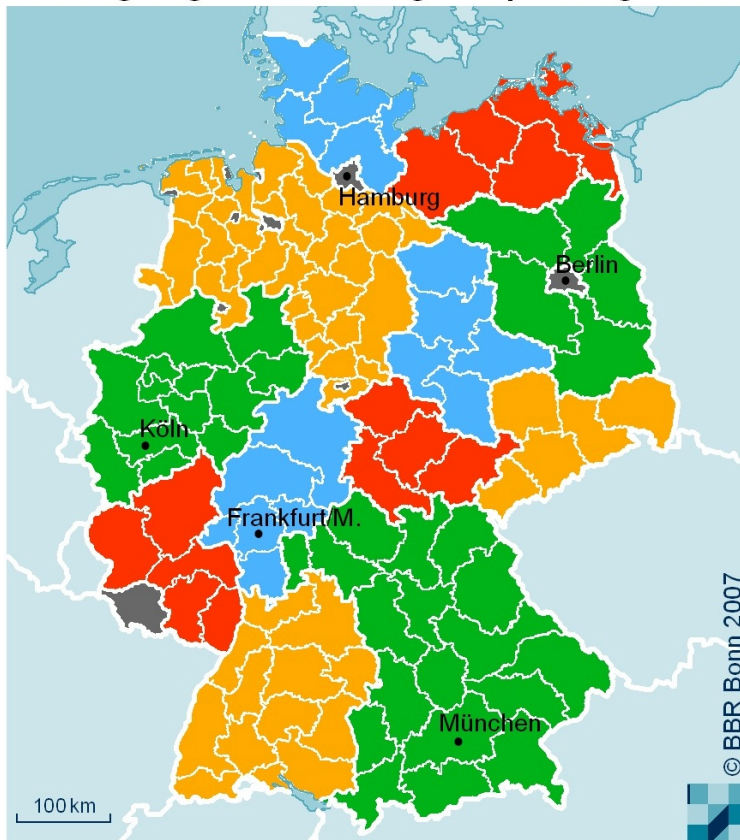 Hamburg
Berlin
Köln
Frankfurt/M.
München
100 km
© BBR Bonn 2007